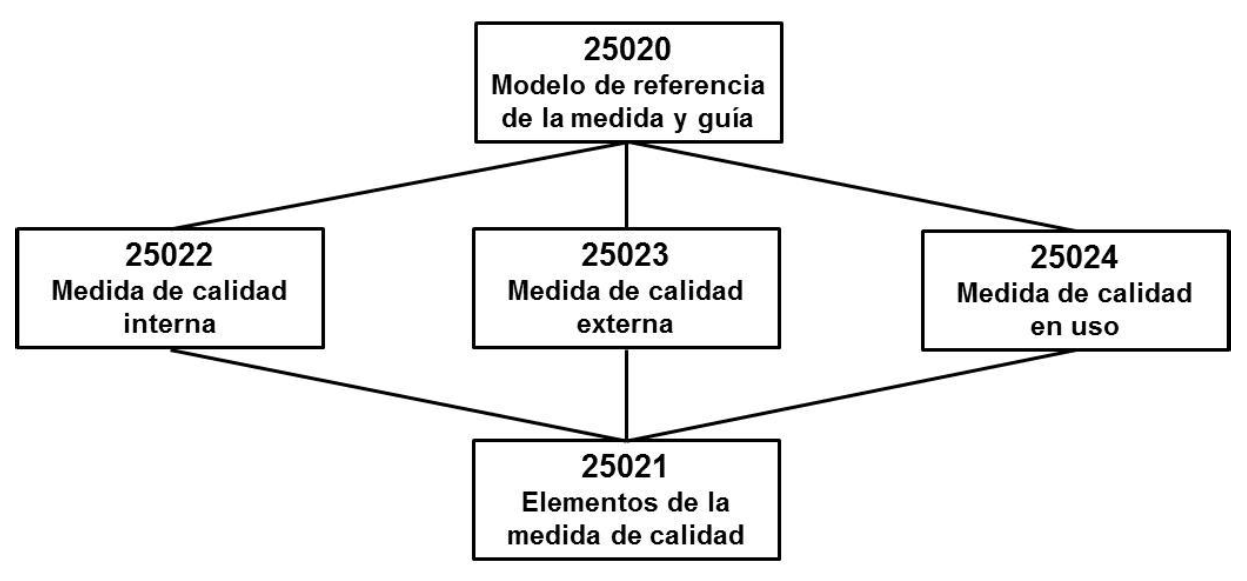 25020
Modelo de referencia
de la medida y guía
25022
Medida de calidad
interna
25023
Medida de calidad
externa
25024
Medida de calidad
en uso
25021
Elementos de la
medida de calidad